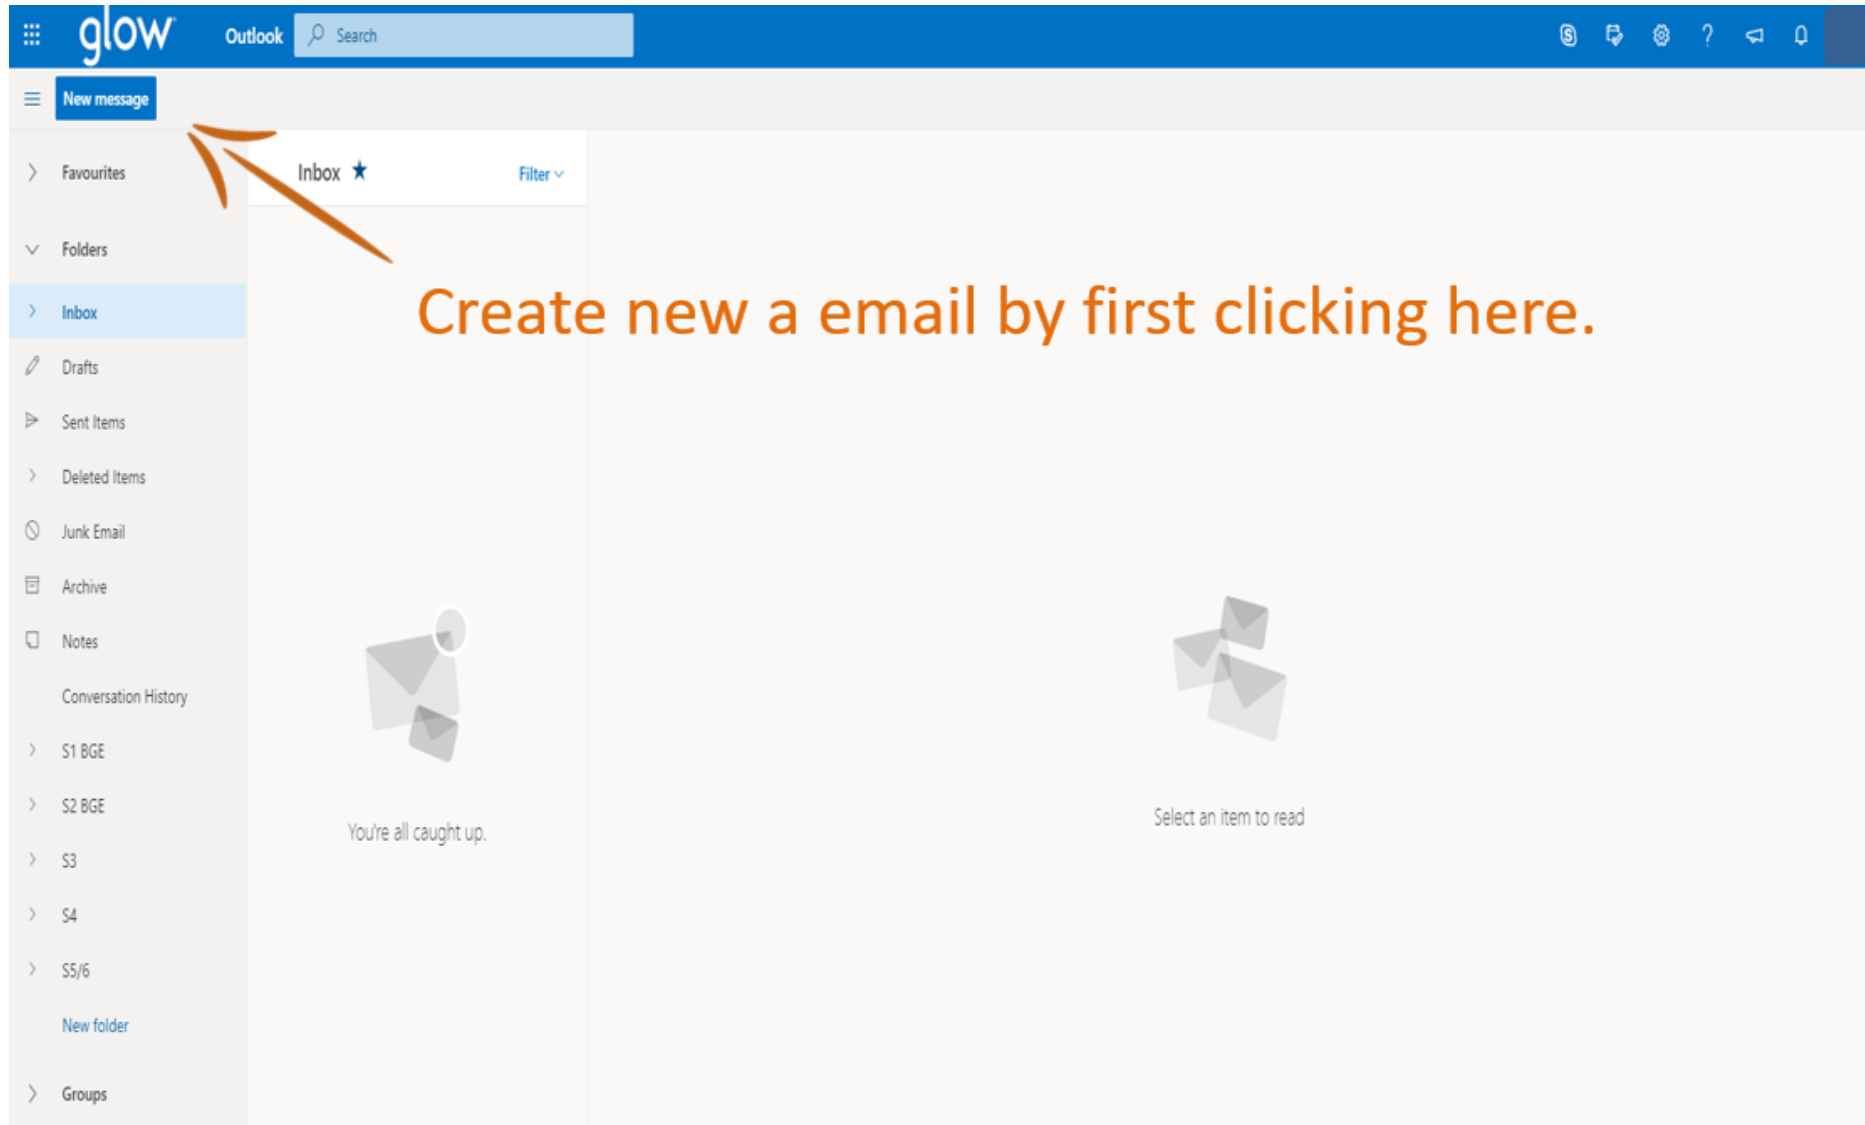 glow Outlook Search
New message
Favourites
Inbox Filter
Folders
Create new a email by first clicking here.
Inbox
Drafts
Sent Items
Deleted Items
Junk Email
Archive
Notes
Conversation History
S1 BGE
S2 BGE
Select an item to read
You're all caught up.
S3
S4
S5/6
New folder
Groups